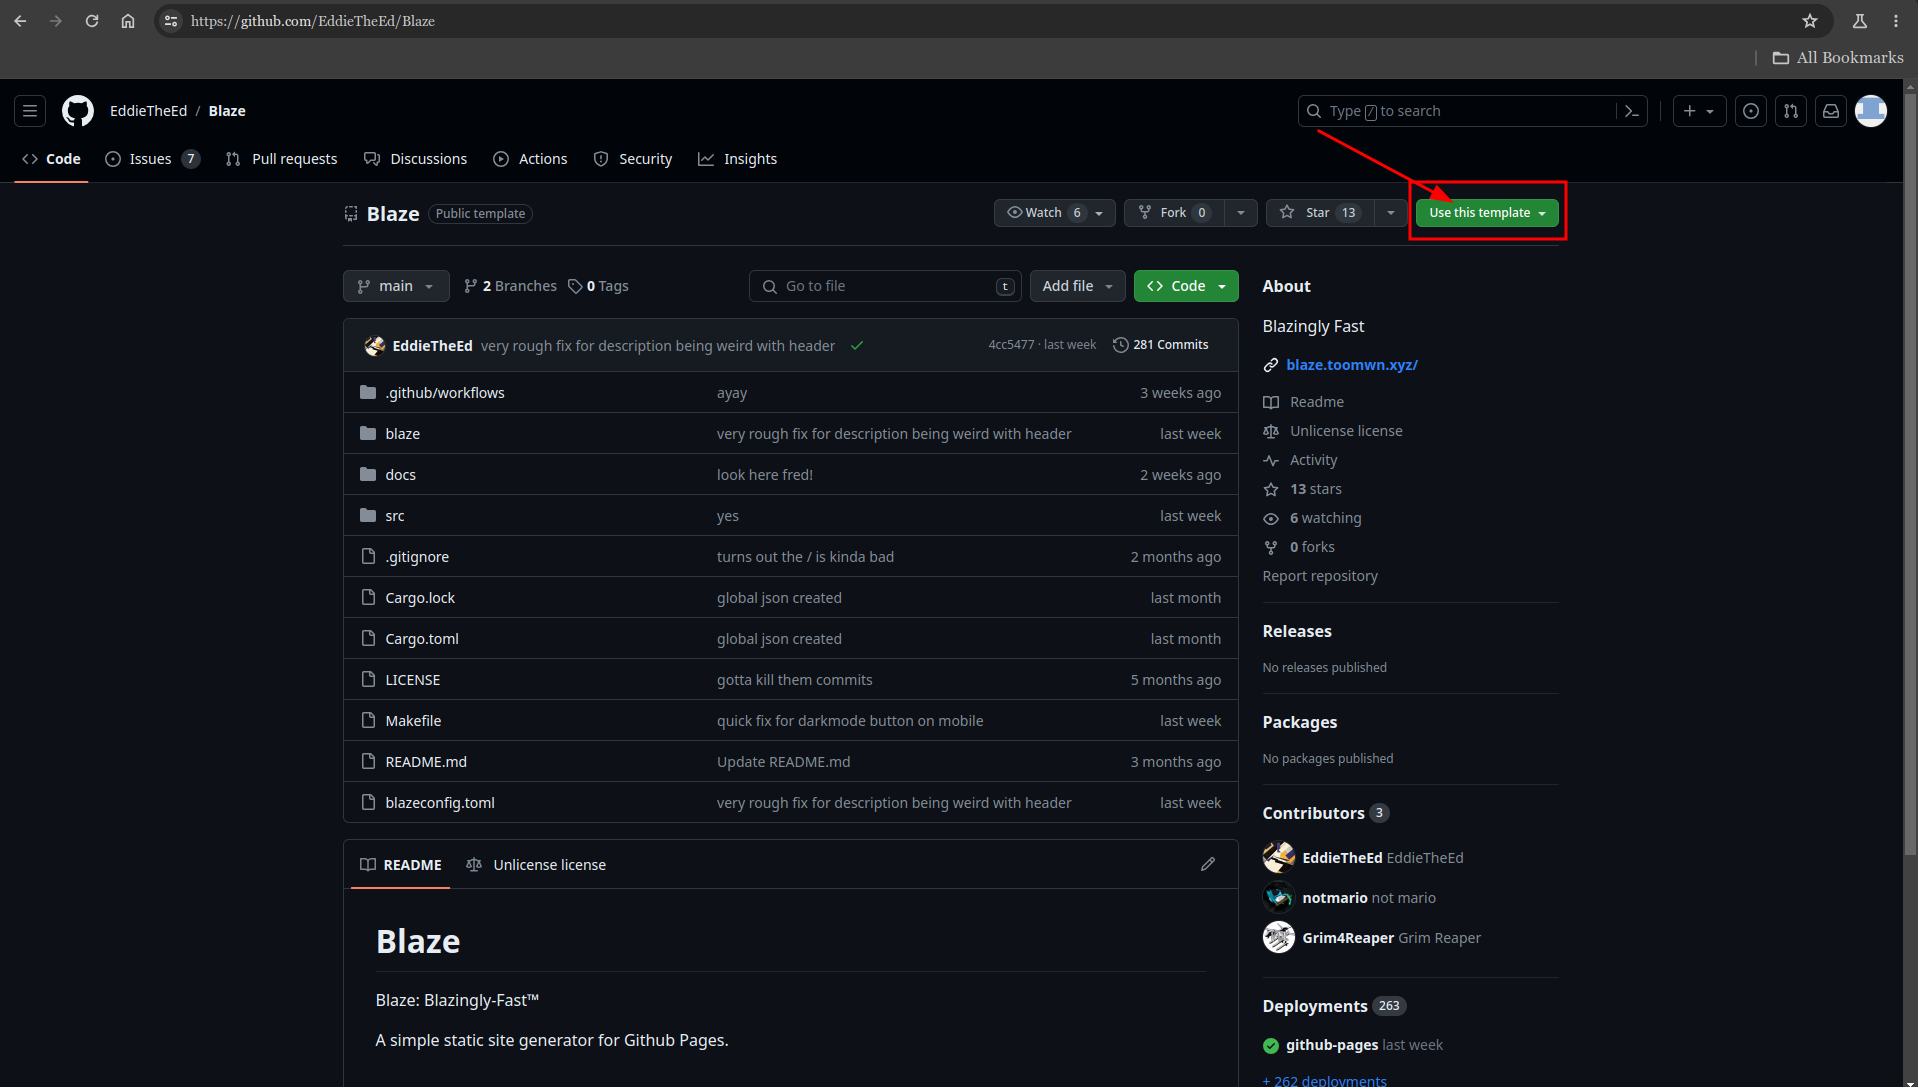 https://github.com/EddieTheEd/Blaze
All Bookmarks
EddieTheEd / Blaze
Type / to search
Code
Issues 7
Pull requests
Discussions
Actions
Security
Insights
Blaze Public template
Watch 6
Fork 0
Star 13
Use this template
main
2 Branches
0 Tags
Go to file t
Add file
Code
EddieTheEd very rough fix for description being weird with header
4cc5477 · last week
281 Commits
.github/workflows ayay 3 weeks ago
blaze very rough fix for description being weird with header last week
docs look here fred! 2 weeks ago
src yes last week
.gitignore turns out the / is kinda bad 2 months ago
Cargo.lock global json created last month
Cargo.toml global json created last month
LICENSE gotta kill them commits 5 months ago
Makefile quick fix for darkmode button on mobile last week
README.md Update README.md 3 months ago
blazeconfig.toml very rough fix for description being weird with header last week
README
Unlicense license
Blaze
Blaze: Blazingly-Fast™
A simple static site generator for Github Pages.
About
Blazingly Fast
blaze.toomwn.xyz/
Readme
Unlicense license
Activity
13 stars
6 watching
0 forks
Report repository
Releases
No releases published
Packages
No packages published
Contributors 3
EddieTheEd EddieTheEd
notmario not mario
Grim4Reaper Grim Reaper
Deployments 263
github-pages last week
+ 262 deployments